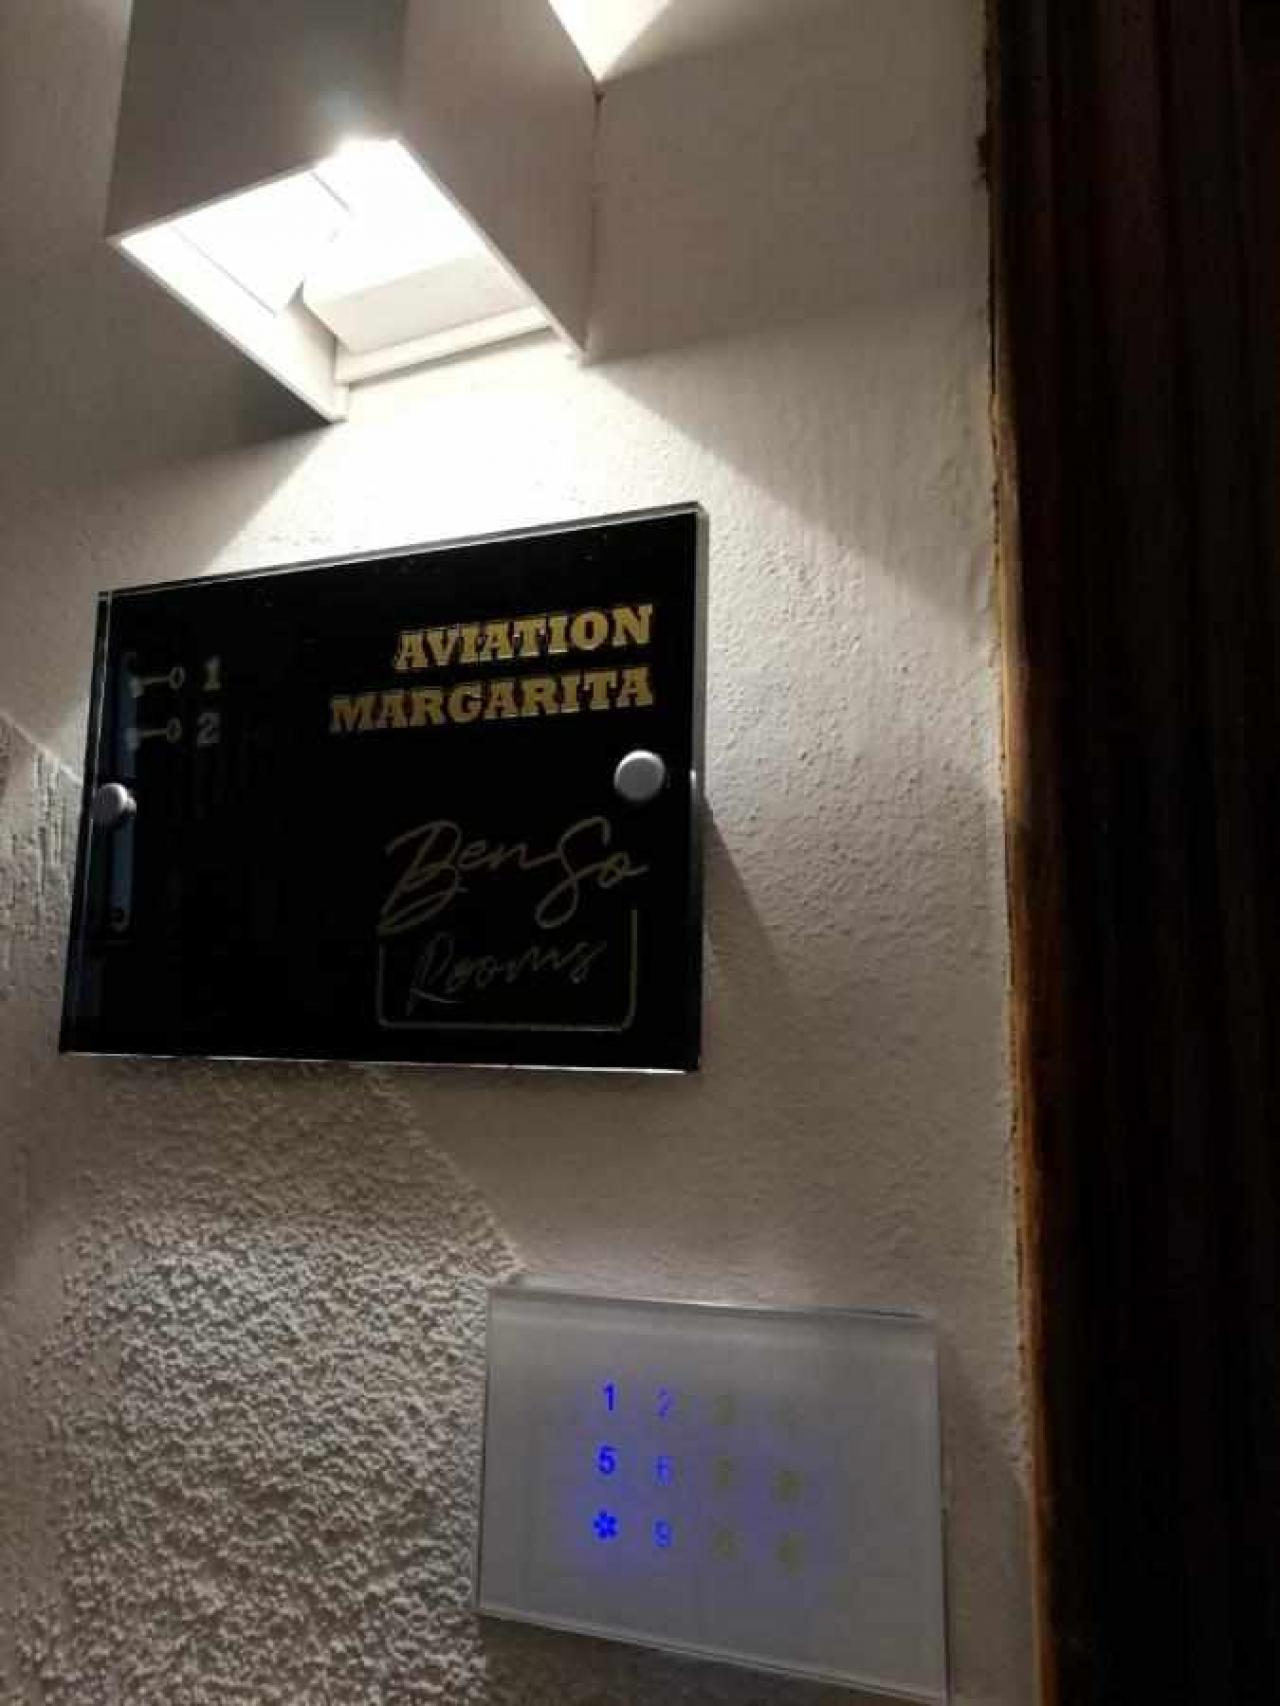 1 AVIATION
2 MARGARITA
BenSo
Rooms
1 2
5 6
* 9